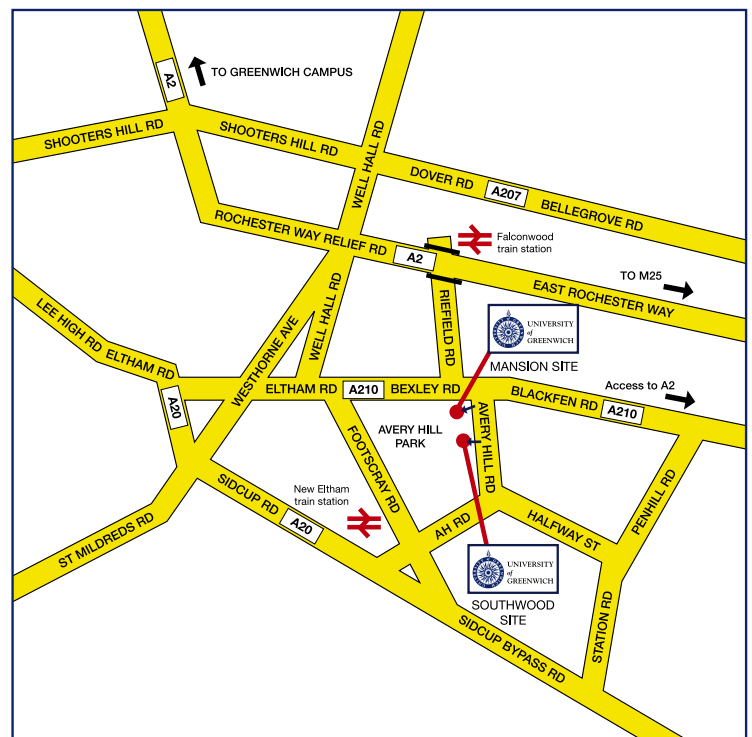 A2
TO GREENWICH CAMPUS
SHOOTERS HILL RD
SHOOTERS HILL RD
WELL HALL RD
DOVER RD
A207
BELLEGROVE RD
ROCHESTER WAY RELIEF RD
A2
Falconwood
train station
TO M25
EAST ROCHESTER WAY
LEE HIGH RD
ELTHAM RD
WESTHORNE AVE
WELL HALL RD
RIEFIELD RD
UNIVERSITY
of
GREENWICH
MANSION SITE
A20
ELTHAM RD
A210
BEXLEY RD
BLACKFEN RD
A210
Access to A2
AVERY HILL
PARK
AVERY HILL RD
FOOTSCRAY RD
SIDCUP RD
A20
New Eltham
train station
AH RD
HALFWAY ST
PENHILL RD
ST MILDREDS RD
UNIVERSITY
of
GREENWICH
SOUTHWOOD
SITE
SIDCUP BYPASS RD
STATION RD